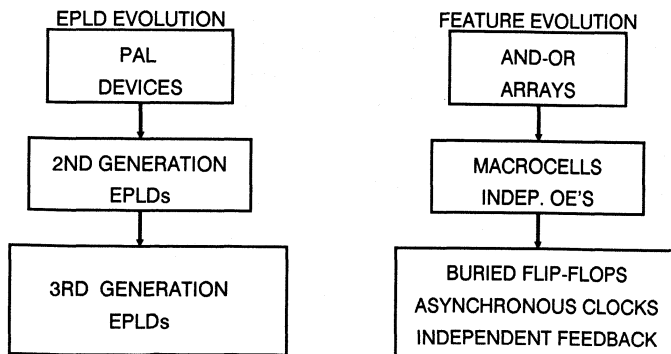 EPLD EVOLUTION
PAL
DEVICES
2ND GENERATION
EPLDs
3RD GENERATION
EPLDs
FEATURE EVOLUTION
AND-OR
ARRAYS
MACROCELLS
INDEP. OE'S
BURIED FLIP-FLOPS
ASYNCHRONOUS CLOCKS
INDEPENDENT FEEDBACK